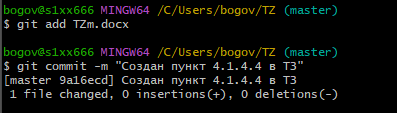 bogov@s1xx666 MINGW64 /C/Users/bogov/TZ (master)
$ git add TZm.docx

bogov@s1xx666 MINGW64 /C/Users/bogov/TZ (master)
$ git commit -m "Создан пункт 4.1.4.4 в ТЗ"
[master 9a16ecd] Создан пункт 4.1.4.4 в ТЗ
 1 file changed, 0 insertions(+), 0 deletions(-)